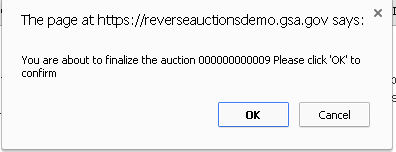 The page at https://reverseauctionsdemo.gsa.gov says:
You are about to finalize the auction 000000000009 Please click 'OK' to
confirm
OK Cancel